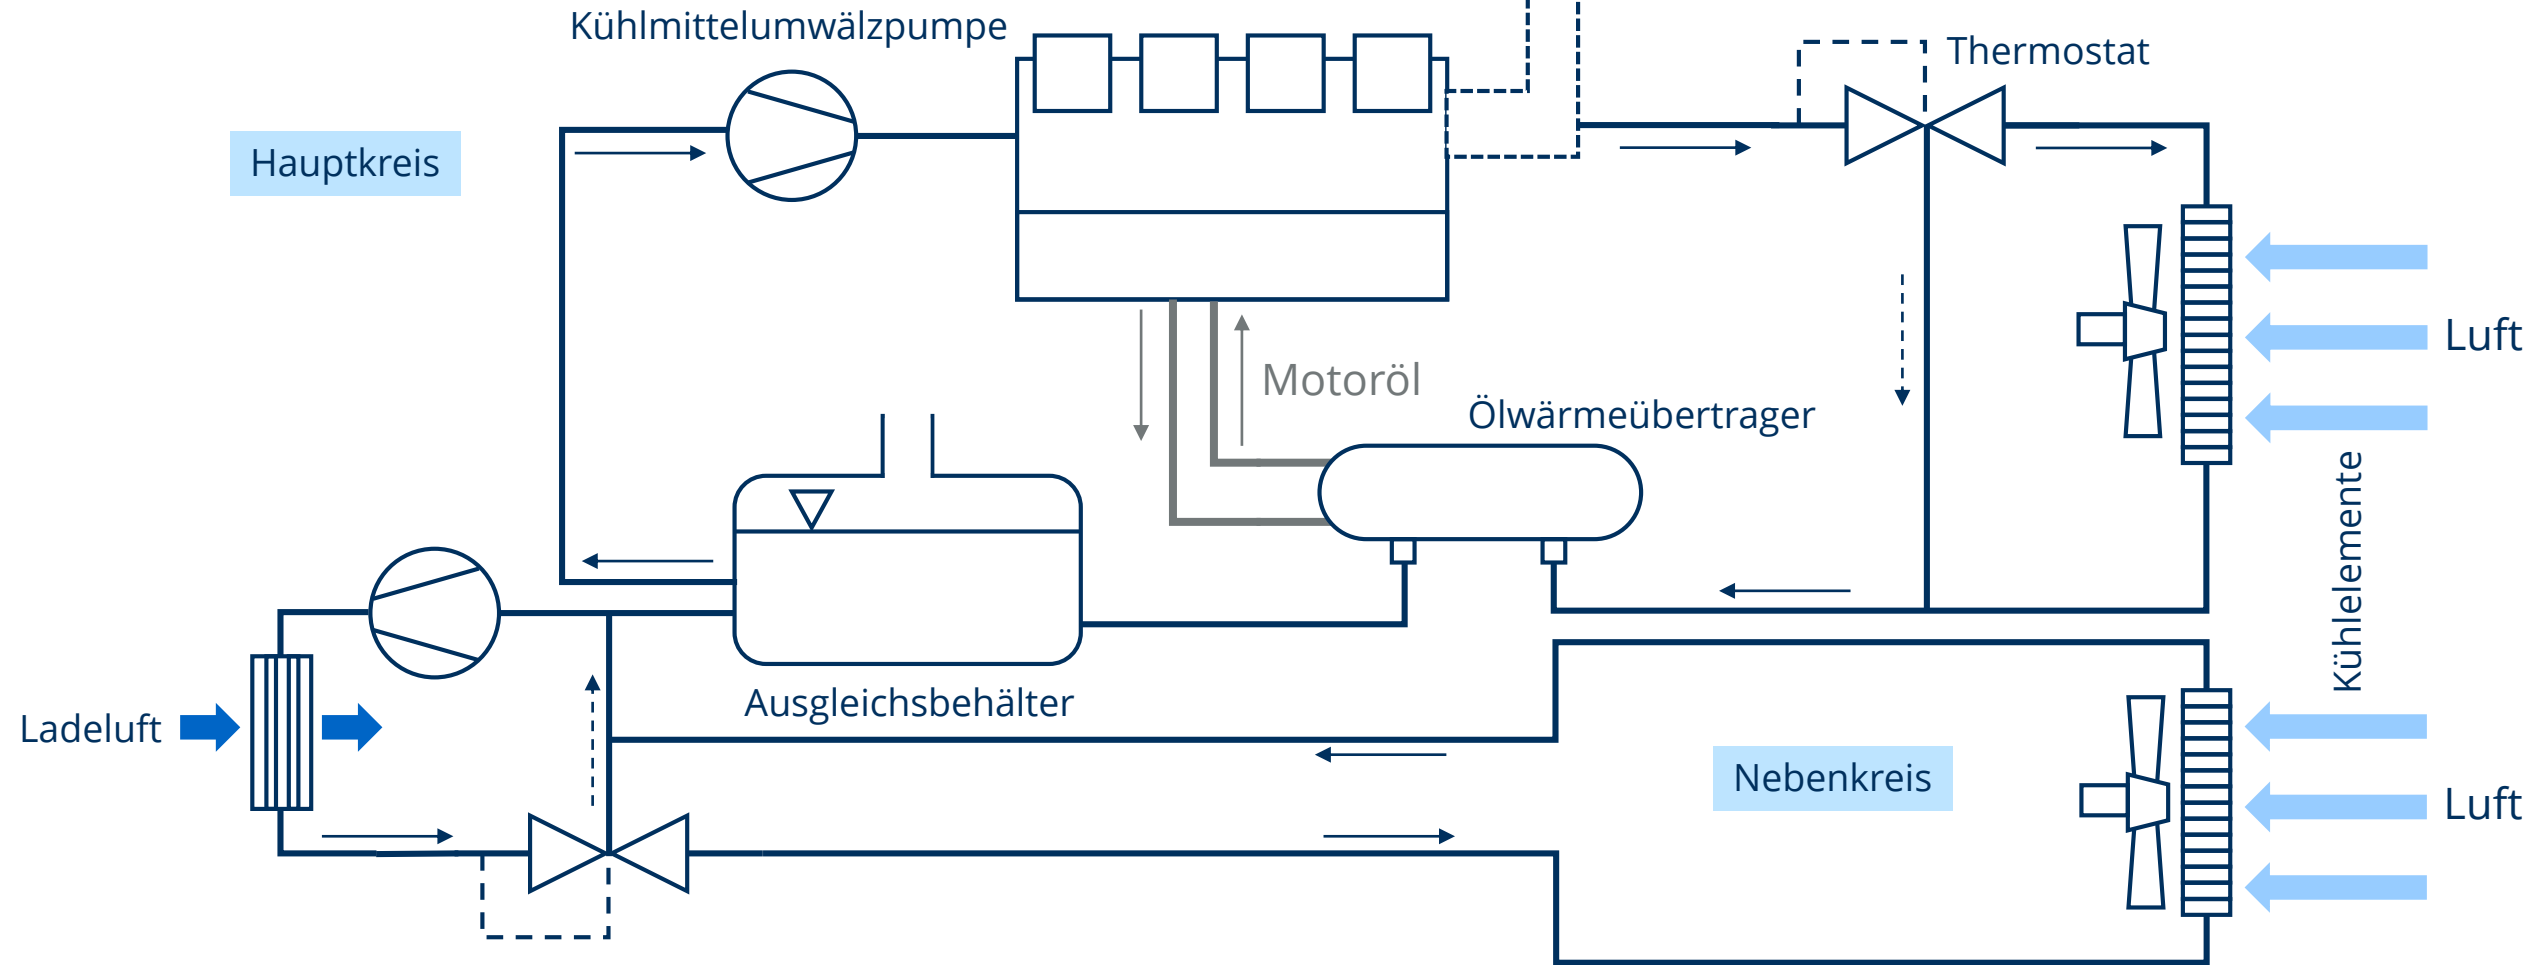 Kühlmittelumwälzpumpe
Thermostat
Hauptkreis
Luft
Motoröl
Ölwärmeübertrager
Kühlelemente
Ausgleichsbehälter
Ladeluft
Nebenkreis
Luft